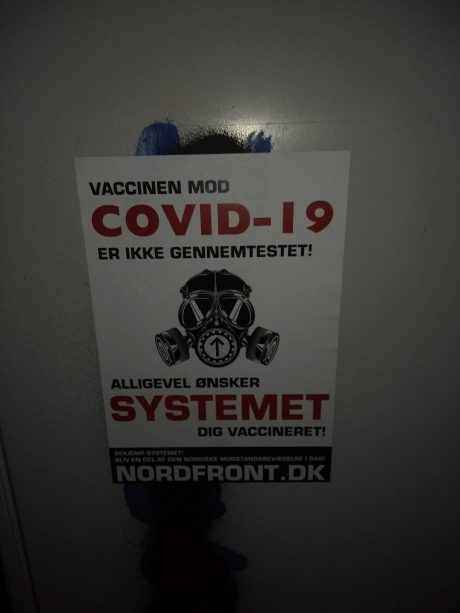 VACCINEN MOD
COVID-19
ER IKKE GENNEMTESTET!
ALLIGEVEL ØNSKER
SYSTEMET
DIG VACCINERET!
BEKÆMP SYSTEMET!
BLIV EN DEL AF DEN NORDISKE MODSTANDSBEVÆGELSE I DAG!
NORDFRONT.DK